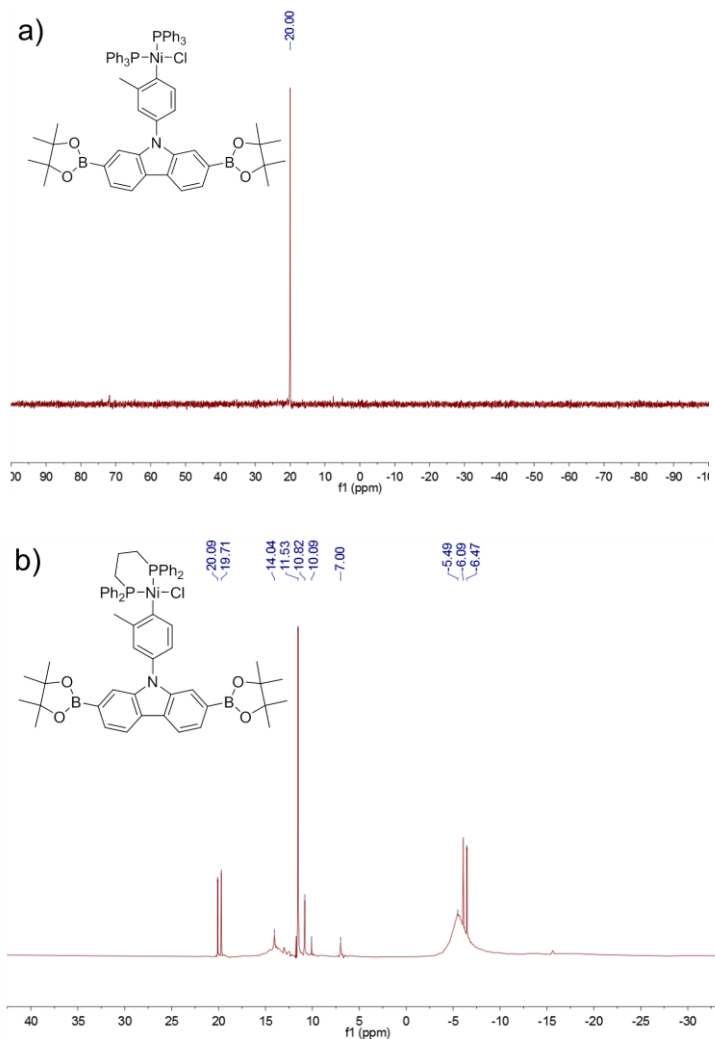 a)
PPh3
Ph3P—Ni—Cl
N
O
B
O
O
B
O
—20.00
00 90 80 70 60 50 40 30 20 10 0 -10 -20 -30 -40 -50 -60 -70 -80 -90 -10
f1 (ppm)
b)
PPh2
Ph2P—Ni—Cl
N
O
B
O
O
B
O
20.09
19.71
14.04
11.53
10.82
10.09
7.00
-5.49
-6.09
-6.47
40 35 30 25 20 15 10 5 0 -5 -10 -15 -20 -25 -30
f1 (ppm)